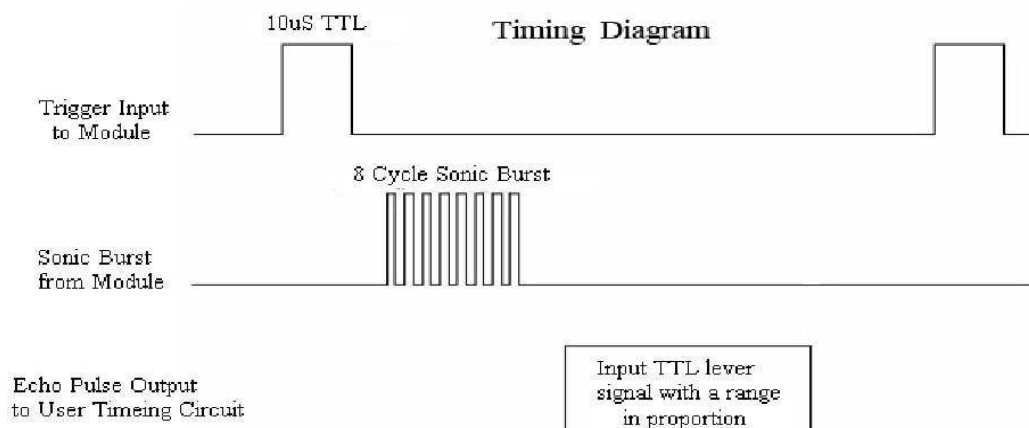 10uS TTL
Timing Diagram
Trigger Input
to Module
8 Cycle Sonic Burst
Sonic Burst
from Module
Echo Pulse Output
to User Timeing Circuit
Input TTL lever
signal with a range
in proportion